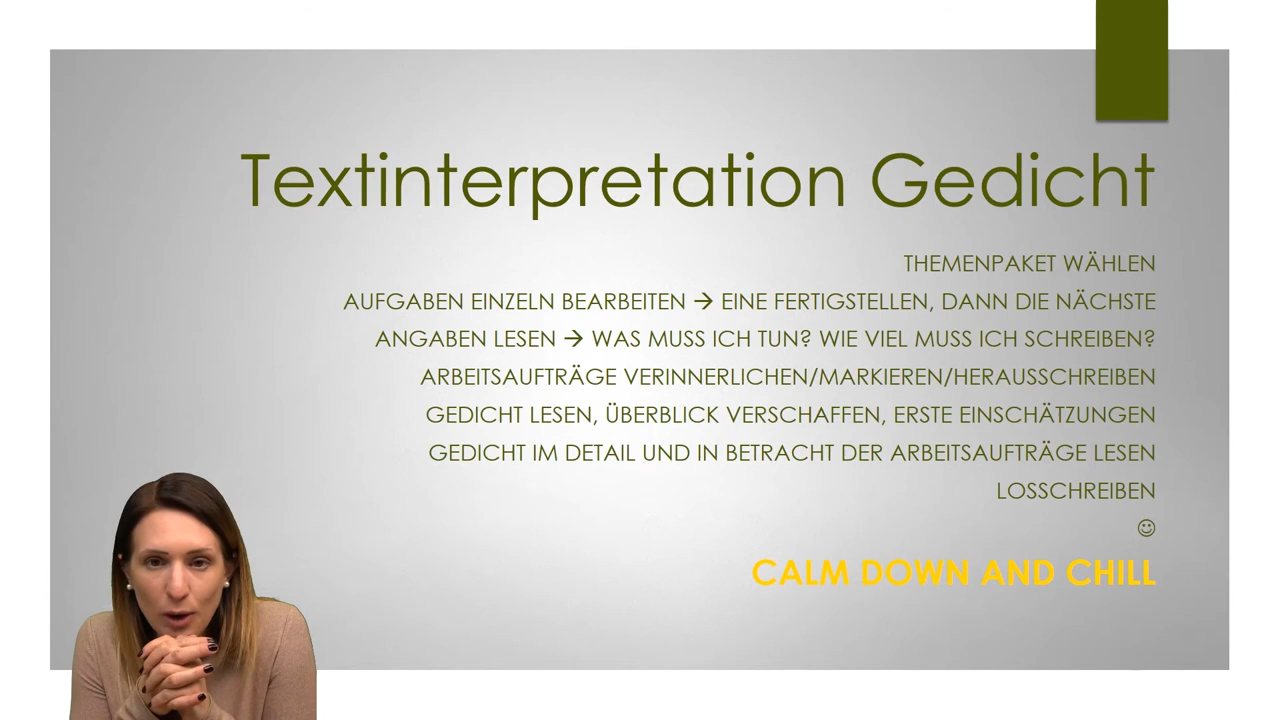 Textinterpretation Gedicht
THEMENPAKET WÄHLEN
AUFGABEN EINZELN BEARBEITEN → EINE FERTIGSTELLEN, DANN DIE NÄCHSTE
ANGABEN LESEN → WAS MUSS ICH TUN? WIE VIEL MUSS ICH SCHREIBEN?
ARBEITSAUFTRÄGE VERINNERLICHEN/MARKIEREN/HERAUSSCHREIBEN
GEDICHT LESEN, ÜBERBLICK VERSCHAFFEN, ERSTE EINSCHÄTZUNGEN
GEDICHT IM DETAIL UND IN BETRACHT DER ARBEITSAUFTRÄGE LESEN
LOSSCHREIBEN
☺
CALM DOWN AND CHILL